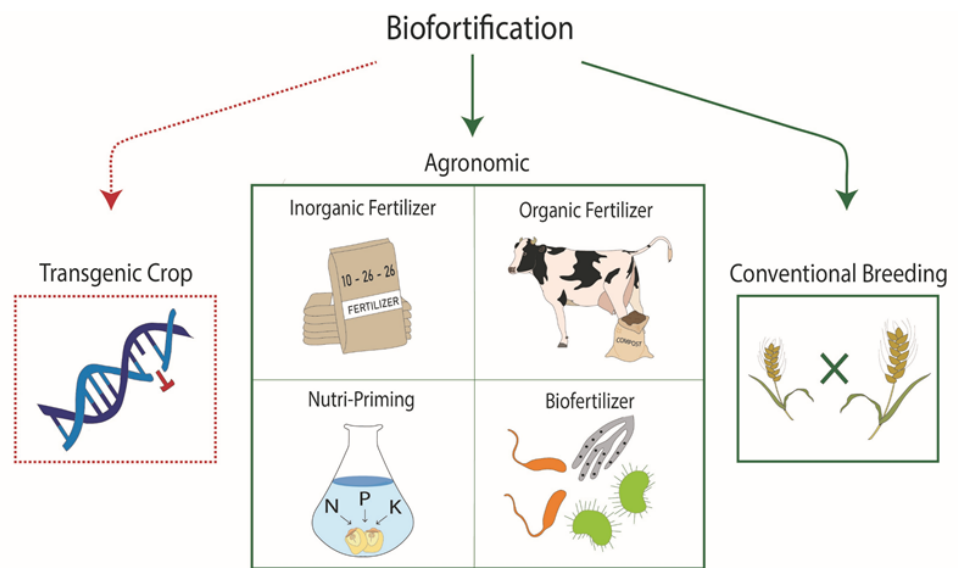 Biofortification
Agronomic
Inorganic Fertilizer
Organic Fertilizer
10 - 26 - 26
FERTILIZER
COMPOST
Transgenic Crop
Conventional Breeding
Nutri-Priming
Biofertilizer
N
P
K